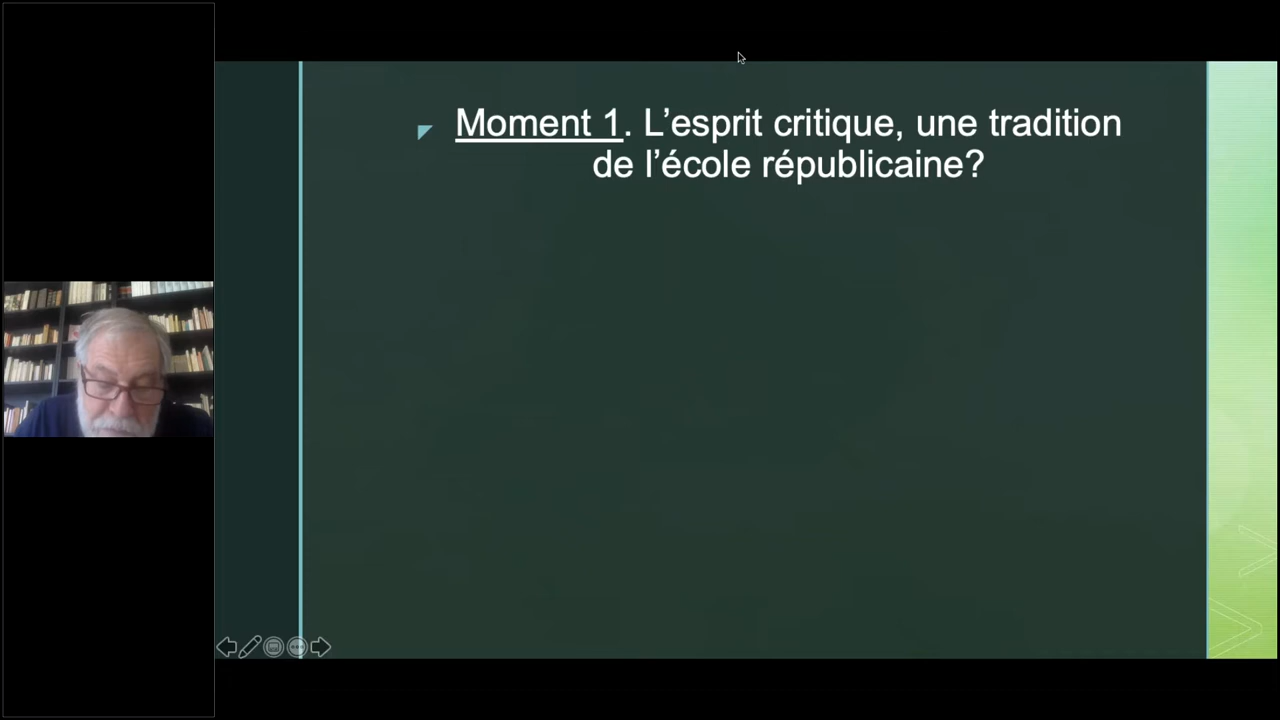 Moment 1. L’esprit critique, une tradition
de l’école républicaine?